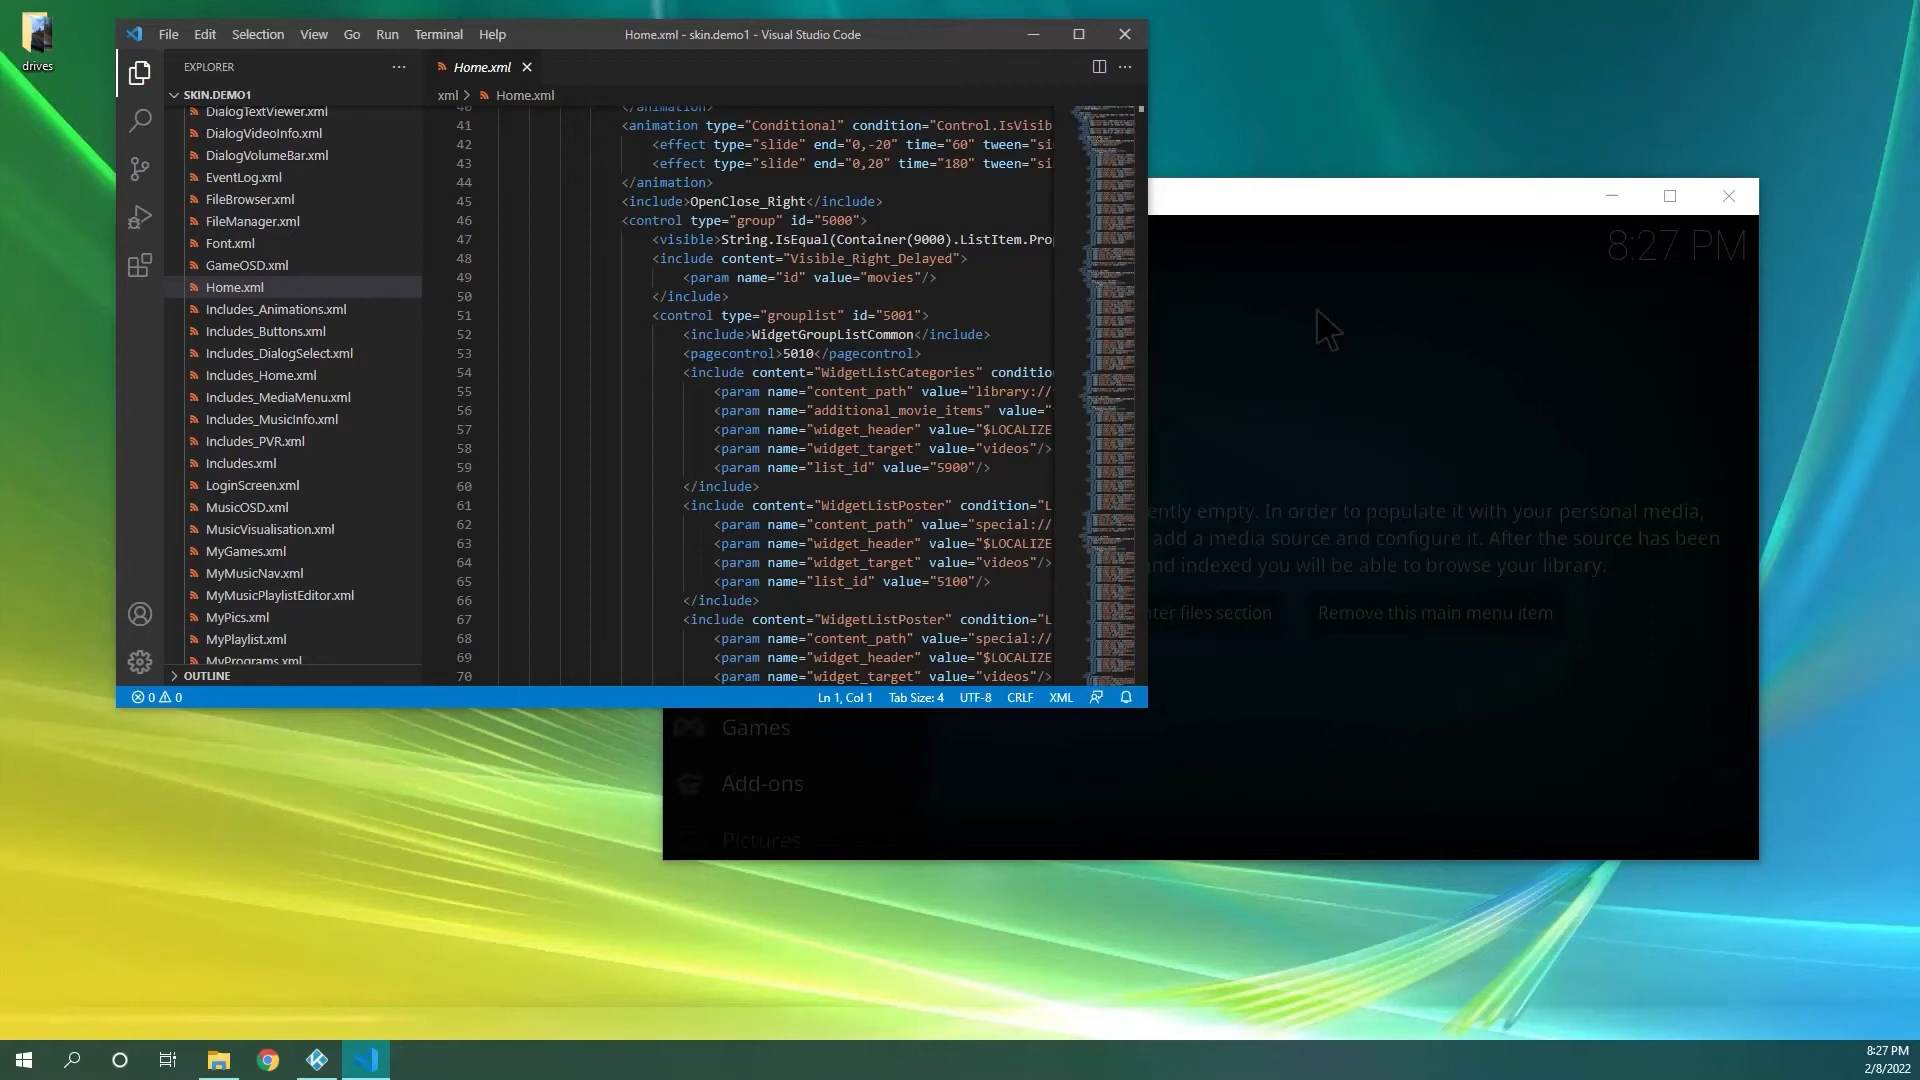 drives
File Edit Selection View Go Run Terminal Help
Home.xml - skin.demo1 - Visual Studio Code
EXPLORER
SKIN.DEMO1
DialogTextViewer.xml
DialogVideoInfo.xml
DialogVolumeBar.xml
EventLog.xml
FileBrowser.xml
FileManager.xml
Font.xml
GameOSD.xml
Home.xml
Includes_Animations.xml
Includes_Buttons.xml
Includes_DialogSelect.xml
Includes_Home.xml
Includes_MediaMenu.xml
Includes_MusicInfo.xml
Includes_PVR.xml
Includes.xml
LoginScreen.xml
MusicOSD.xml
MusicVisualisation.xml
MyGames.xml
MyMusicNav.xml
MyMusicPlaylistEditor.xml
MyPics.xml
MyPlaylist.xml
MyPrograms.xml
OUTLINE
Home.xml
xml > Home.xml
40 </animation>
41 <animation type="Conditional" condition="Control.IsVisib
42 <effect type="slide" end="0,-20" time="60" tween="si
43 <effect type="slide" end="0,20" time="180" tween="si
44 </animation>
45 <include>OpenClose_Right</include>
46 <control type="group" id="5000">
47 <visible>String.IsEqual(Container(9000).ListItem.Prop
48 <include content="Visible_Right_Delayed">
49 <param name="id" value="movies"/>
50 </include>
51 <control type="grouplist" id="5001">
52 <include>WidgetGroupListCommon</include>
53 <pagecontrol>5010</pagecontrol>
54 <include content="WidgetListCategories" conditio
55 <param name="content_path" value="library://
56 <param name="additional_movie_items" value="
57 <param name="widget_header" value="$LOCALIZE
58 <param name="widget_target" value="videos"/>
59 <param name="list_id" value="5900"/>
60 </include>
61 <include content="WidgetListPoster" condition="L
62 <param name="content_path" value="special://
63 <param name="widget_header" value="$LOCALIZE
64 <param name="widget_target" value="videos"/>
65 <param name="list_id" value="5100"/>
66 </include>
67 <include content="WidgetListPoster" condition="L
68 <param name="content_path" value="special://
69 <param name="widget_header" value="$LOCALIZE
70 <param name="widget_target" value="videos"/>
0 0
Ln 1, Col 1 Tab Size: 4 UTF-8 CRLF XML
8:27 PM
ently empty. In order to populate it with your personal media,
add a media source and configure it. After the source has been
nd indexed you will be able to browse your library.
ter files section Remove this main menu item
Games
Add-ons
Pictures
8:27 PM
2/8/2022